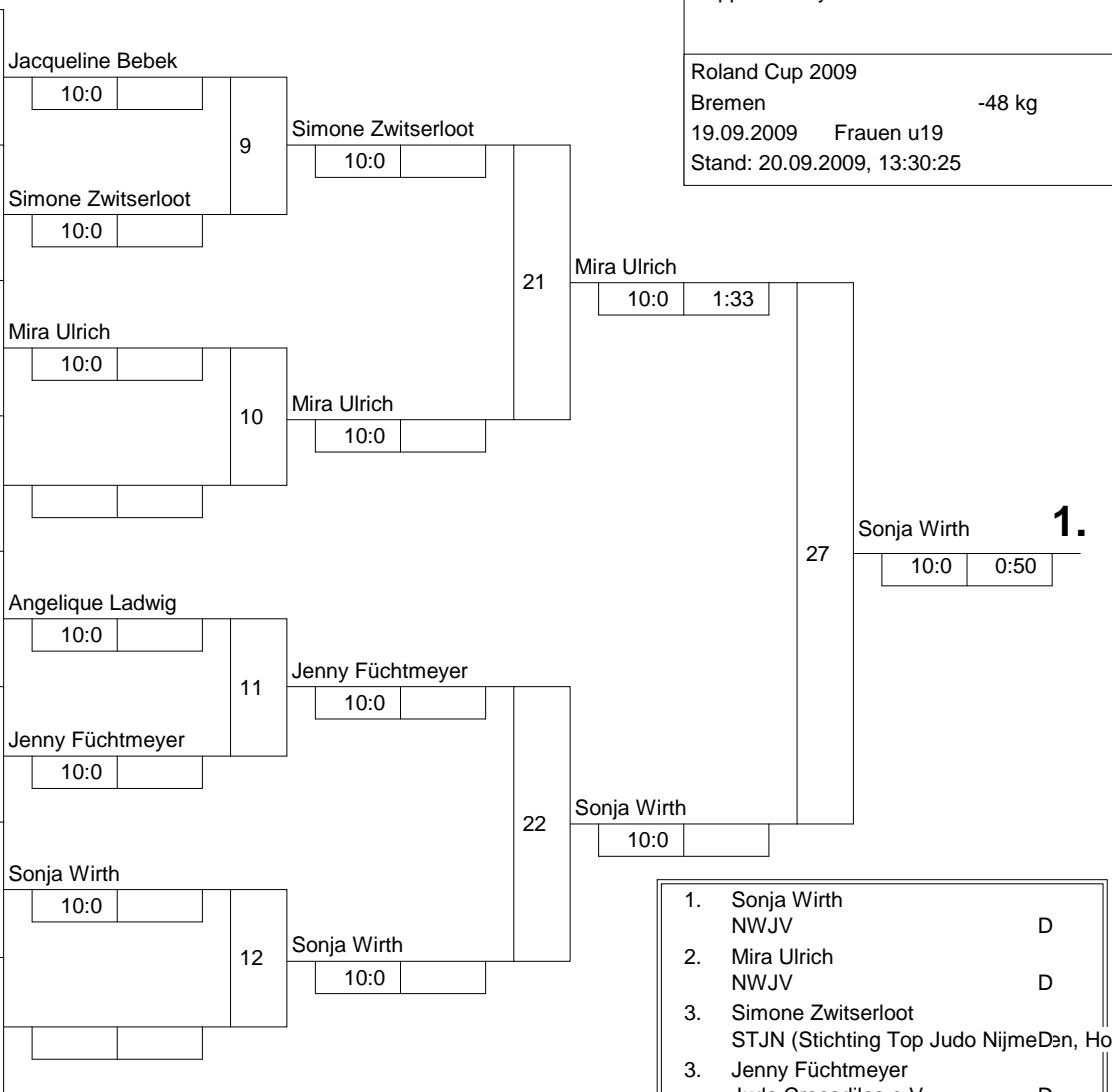 Jacqueline Bebek
10:0
9
Simone Zwitserloot
10:0
Simone Zwitserloot
10:0
Mira Ulrich
10:0
10
Mira Ulrich
10:0
21
Mira Ulrich
10:0 1:33
Angelique Ladwig
10:0
11
Jenny Füchtmeyer
10:0
Jenny Füchtmeyer
10:0
22
Sonja Wirth
10:0
Sonja Wirth
10:0
12
Sonja Wirth
10:0
27
Sonja Wirth 1.
10:0 0:50
Roland Cup 2009
Bremen -48 kg
19.09.2009 Frauen u19
Stand: 20.09.2009, 13:30:25
1. Sonja Wirth
NWJV D
2. Mira Ulrich
NWJV D
3. Simone Zwitserloot
STJN (Stichting Top Judo NijmeDen, Ho
3. Jenny Füchtmeyer